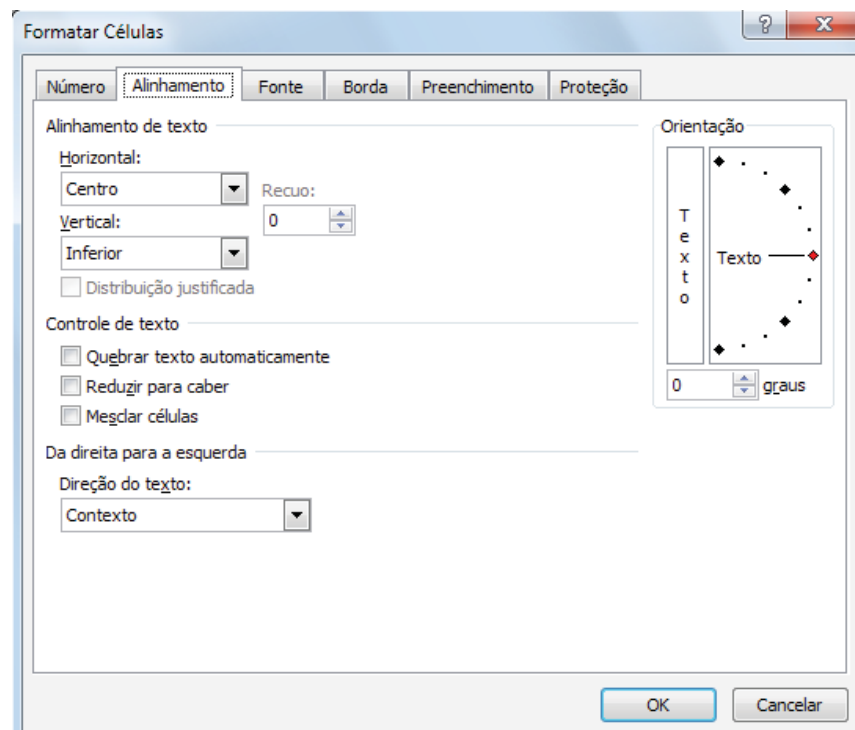 Formatar Células
Número Alinhamento Fonte Borda Preenchimento Proteção
Alinhamento de texto
Horizontal:
Centro
Recuo:
0
Vertical:
Inferior
Distribuição justificada
Controle de texto
Quebrar texto automaticamente
Reduzir para caber
Mesclar células
Da direita para a esquerda
Direção do texto:
Contexto
Orientação
Texto
Texto
0 graus
OK Cancelar